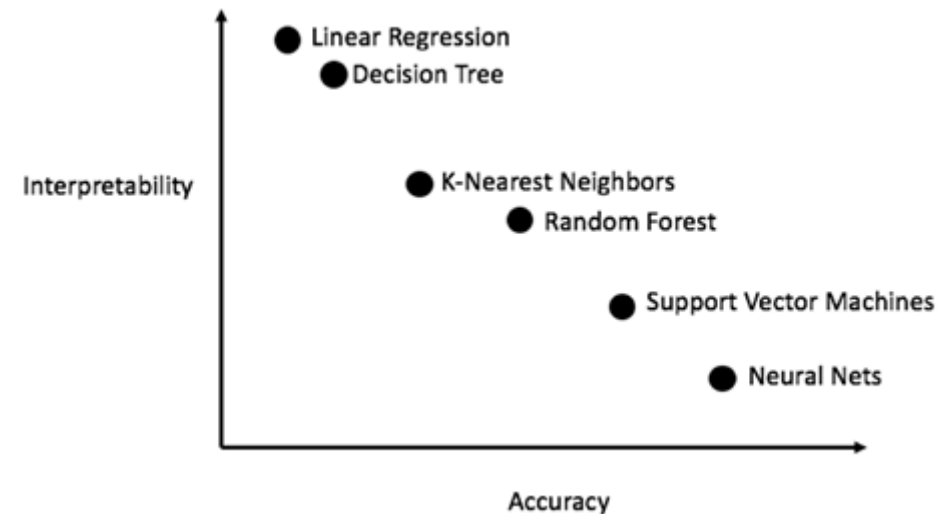 Linear Regression
Decision Tree
Interpretability
K-Nearest Neighbors
Random Forest
Support Vector Machines
Neural Nets
Accuracy